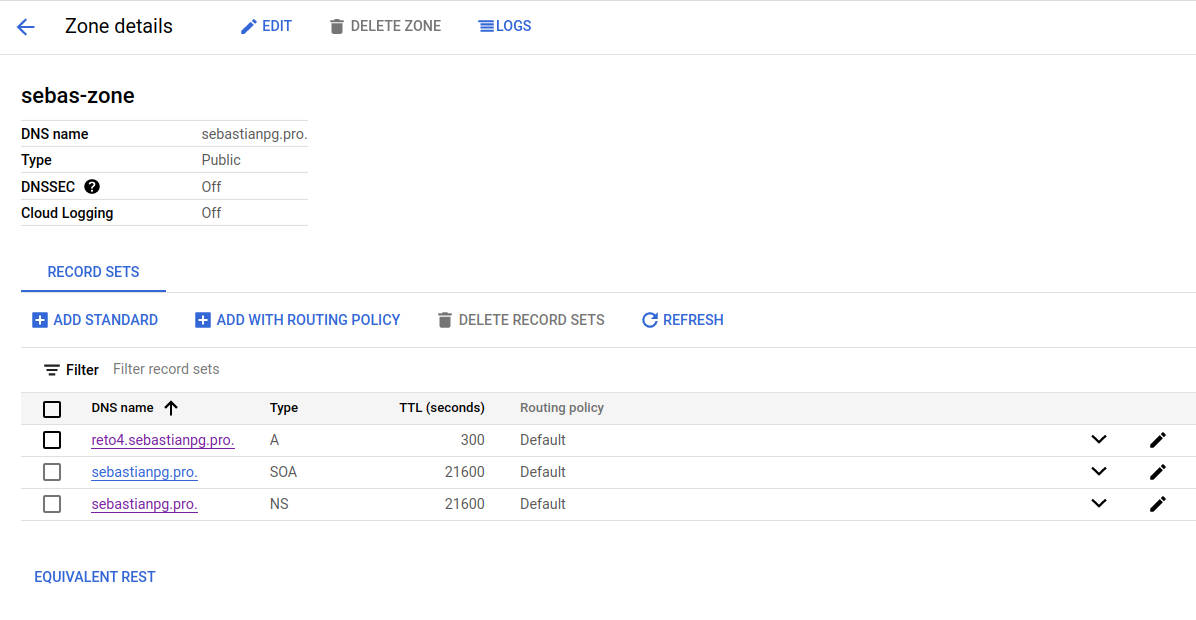 Zone details EDIT DELETE ZONE LOGS
sebas-zone
DNS name sebastianpg.pro.
Type Public
DNSSEC ? Off
Cloud Logging Off
RECORD SETS
ADD STANDARD ADD WITH ROUTING POLICY DELETE RECORD SETS REFRESH
Filter Filter record sets
DNS name Type TTL (seconds) Routing policy
reto4.sebastianpg.pro. A 300 Default
sebastianpg.pro. SOA 21600 Default
sebastianpg.pro. NS 21600 Default
EQUIVALENT REST